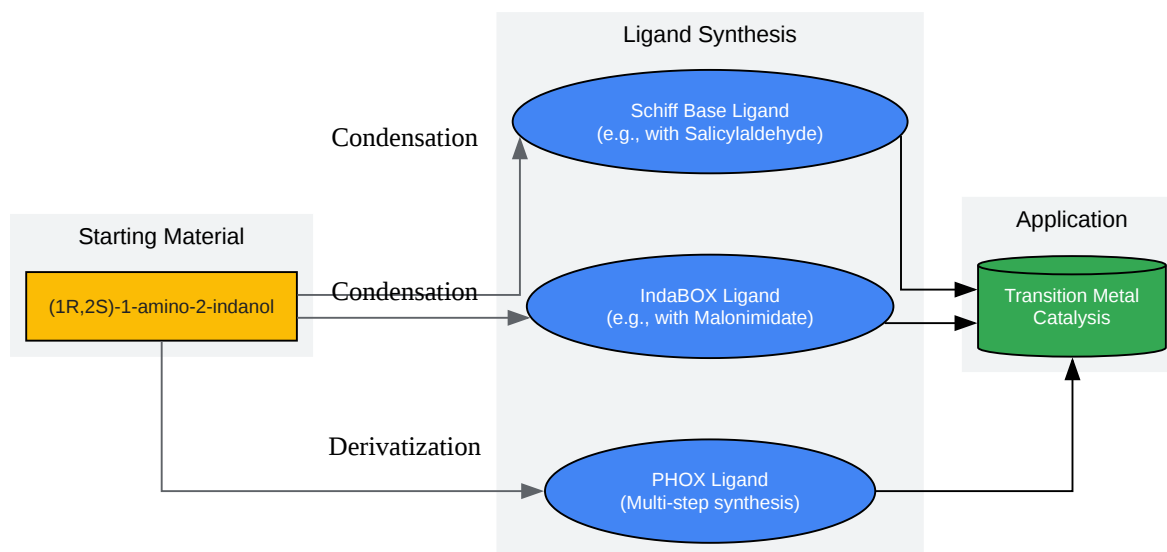 Ligand Synthesis
Schiff Base Ligand
(e.g., with Salicylaldehyde)
Condensation
Starting Material
Application
(1R,2S)-1-amino-2-indanol
Condensation
IndaBOX Ligand
(e.g., with Malonimidate)
Transition Metal
Catalysis
Derivatization
PHOX Ligand
(Multi-step synthesis)